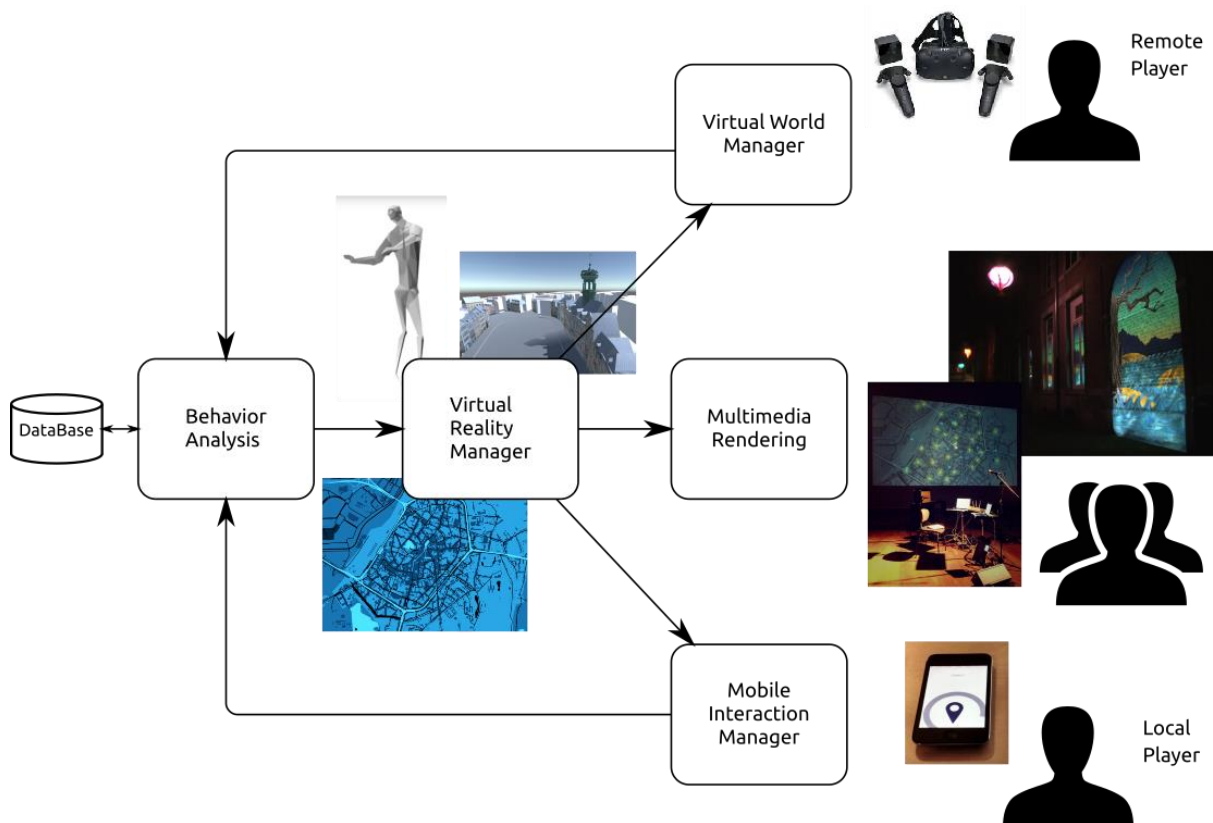 Remote
Player
Virtual World
Manager
DataBase
Behavior
Analysis
Virtual
Reality
Manager
Multimedia
Rendering
Mobile
Interaction
Manager
Local
Player